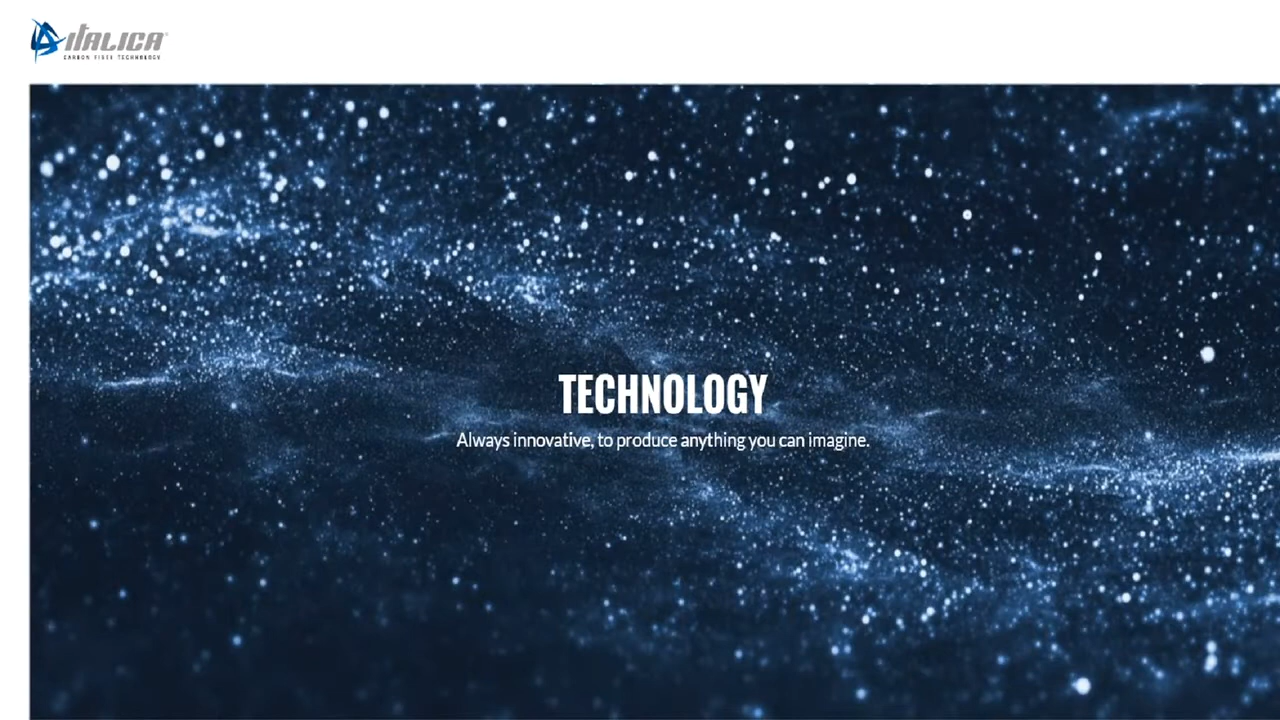 ITALICA
CARBON FIBER TECHNOLOGY
TECHNOLOGY
Always innovative, to produce anything you can imagine.